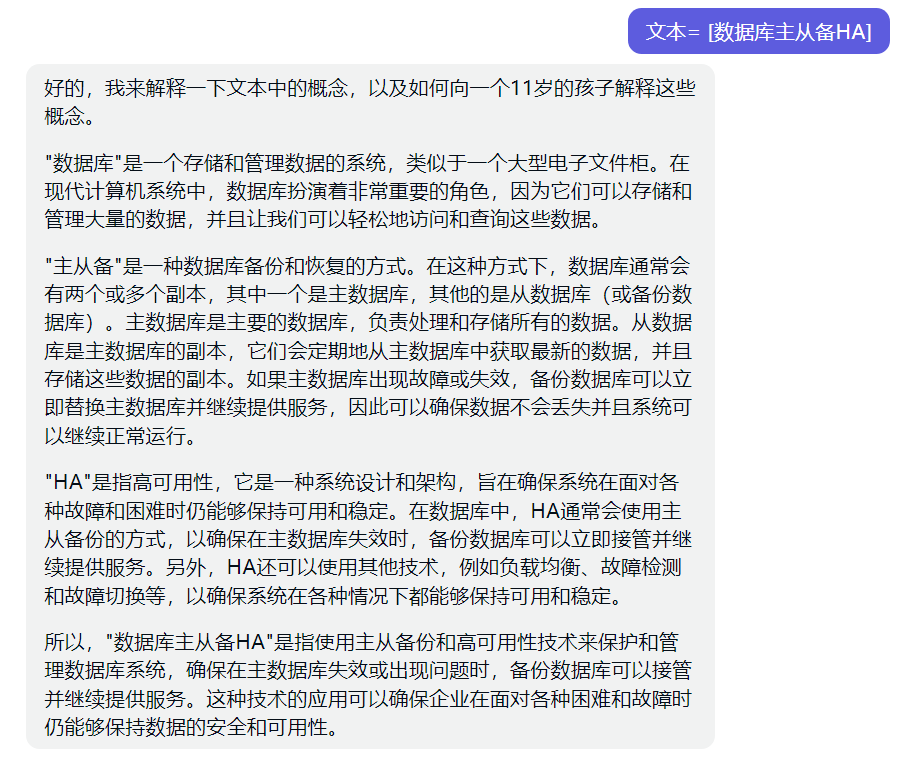 文本= [数据库主从备HA]
好的，我来解释一下文本中的概念，以及如何向一个11岁的孩子解释这些
概念。
"数据库"是一个存储和管理数据的系统，类似于一个大型电子文件柜。在
现代计算机系统中，数据库扮演着非常重要的角色，因为它们可以存储和
管理大量的数据，并且让我们可以轻松地访问和查询这些数据。
"主从备"是一种数据库备份和恢复的方式。在这种方式下，数据库通常会
有两个或多个副本，其中一个是主数据库，其他的是从数据库（或备份数
据库）。主数据库是主要的数据库，负责处理和存储所有的数据。从数据
库是主数据库的副本，它们会定期地从主数据库中获取最新的数据，并且
存储这些数据的副本。如果主数据库出现故障或失效，备份数据库可以立
即替换主数据库并继续提供服务，因此可以确保数据不会丢失并且系统可
以继续正常运行。
"HA"是指高可用性，它是一种系统设计和架构，旨在确保系统在面对各
种故障和困难时仍能够保持可用和稳定。在数据库中，HA通常会使用主
从备份的方式，以确保在主数据库失效时，备份数据库可以立即接管并继
续提供服务。另外，HA还可以使用其他技术，例如负载均衡、故障检测
和故障切换等，以确保系统在各种情况下都能够保持可用和稳定。
所以，"数据库主从备HA"是指使用主从备份和高可用性技术来保护和管
理数据库系统，确保在主数据库失效或出现问题时，备份数据库可以接管
并继续提供服务。这种技术的应用可以确保企业在面对各种困难和故障时
仍能够保持数据的安全和可用性。